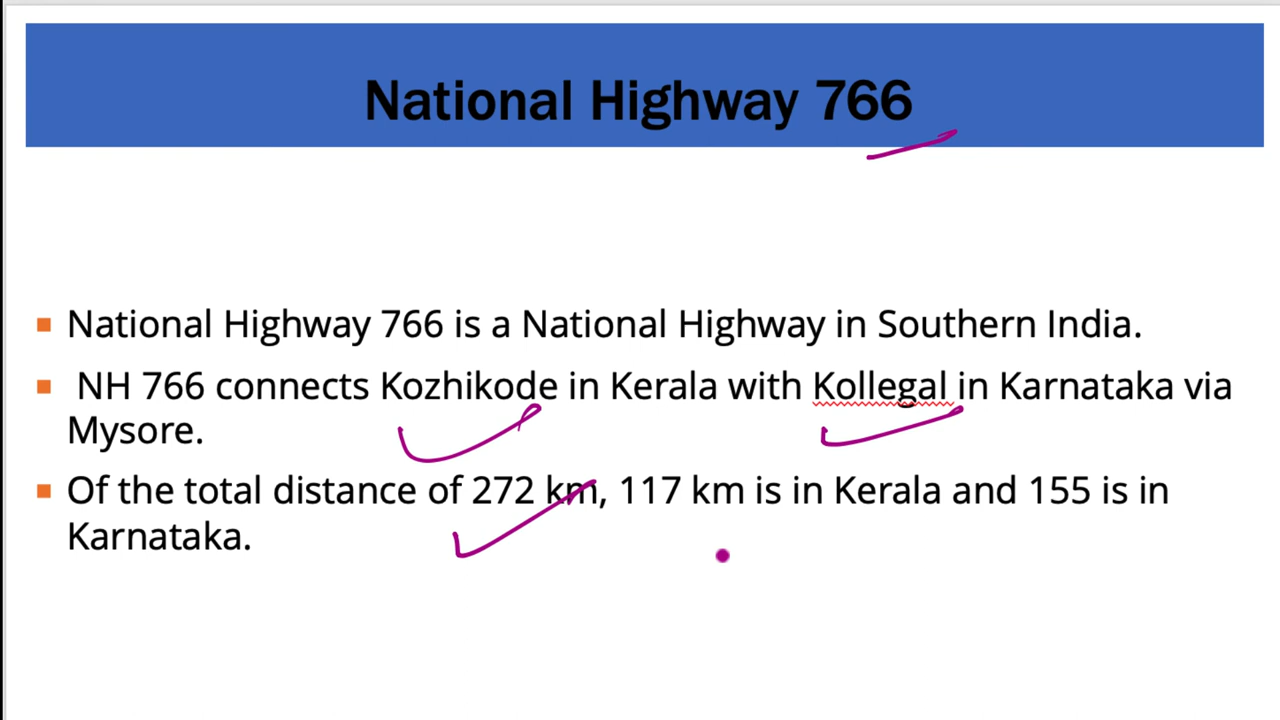 National Highway 766
National Highway 766 is a National Highway in Southern India.
NH 766 connects Kozhikode in Kerala with Kollegal in Karnataka via
Mysore.
Of the total distance of 272 km, 117 km is in Kerala and 155 is in
Karnataka.